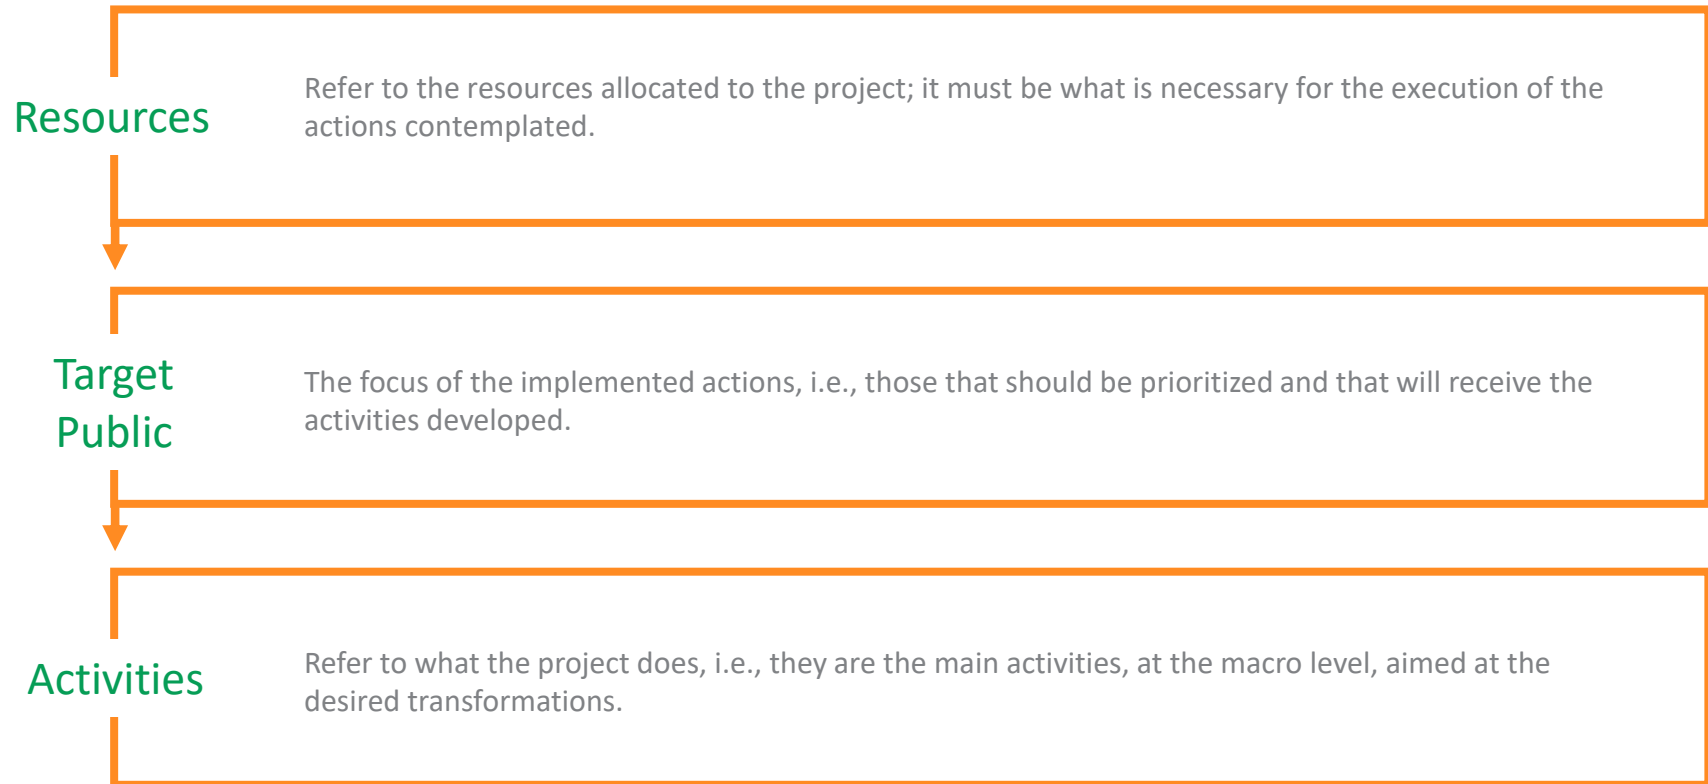 Resources
Refer to the resources allocated to the project; it must be what is necessary for the execution of the
actions contemplated.
Target
Public
The focus of the implemented actions, i.e., those that should be prioritized and that will receive the
activities developed.
Activities
Refer to what the project does, i.e., they are the main activities, at the macro level, aimed at the
desired transformations.